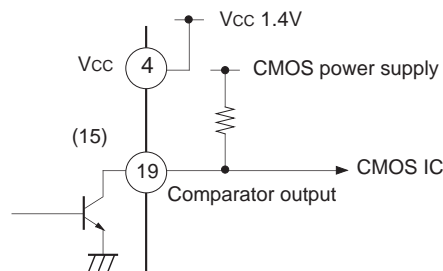 VCC 1.4V
VCC
4
CMOS power supply
(15)
19
CMOS IC
Comparator output